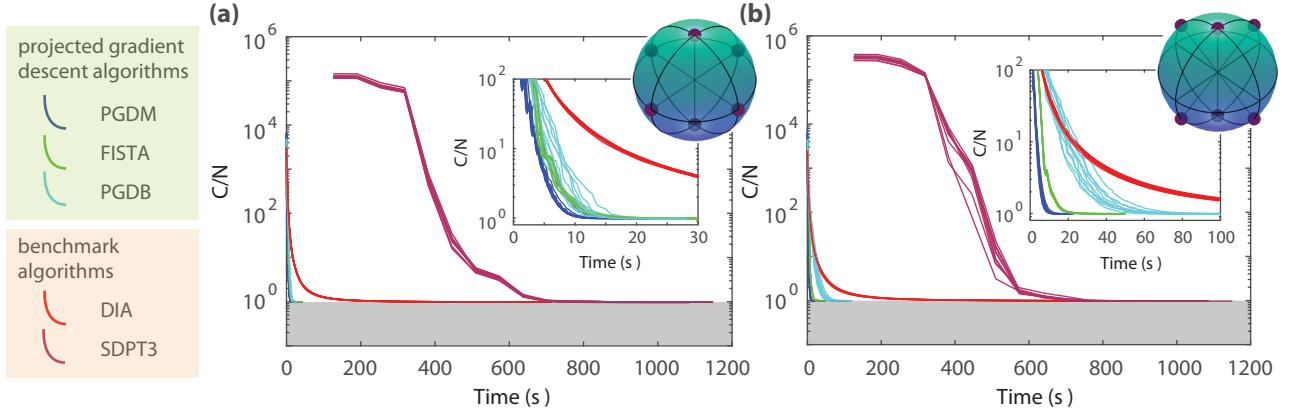 projected gradient
descent algorithms
PGDM
FISTA
PGDB
benchmark
algorithms
DIA
SDPT3
(a)
C/N
10^6
10^4
10^2
10^0
0 200 400 600 800 1000 1200
Time (s )
C/N
10^2
10^1
10^0
0 10 20 30
Time (s )
(b)
C/N
10^6
10^4
10^2
10^0
0 200 400 600 800 1000 1200
Time (s )
C/N
10^2
10^1
10^0
0 20 40 60 80 100
Time (s )